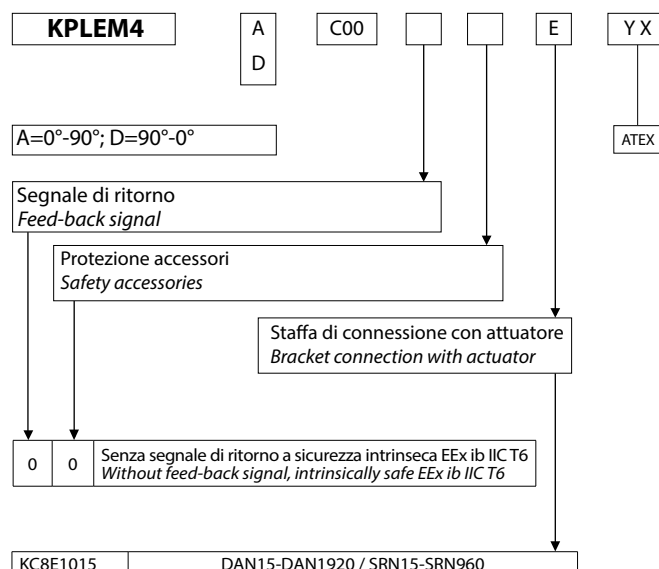 KPLEM4 A C00 E Y X
D
A=0°-90°; D=90°-0°
ATEX
Segnale di ritorno
Feed-back signal
Protezione accessori
Safety accessories
Staffa di connessione con attuatore
Bracket connection with actuator
0 0 Senza segnale di ritorno a sicurezza intrinseca EEx ib IIC T6
Without feed-back signal, intrinsically safe EEx ib IIC T6
KC8E1015 DAN15-DAN1920 / SRN15-SRN960